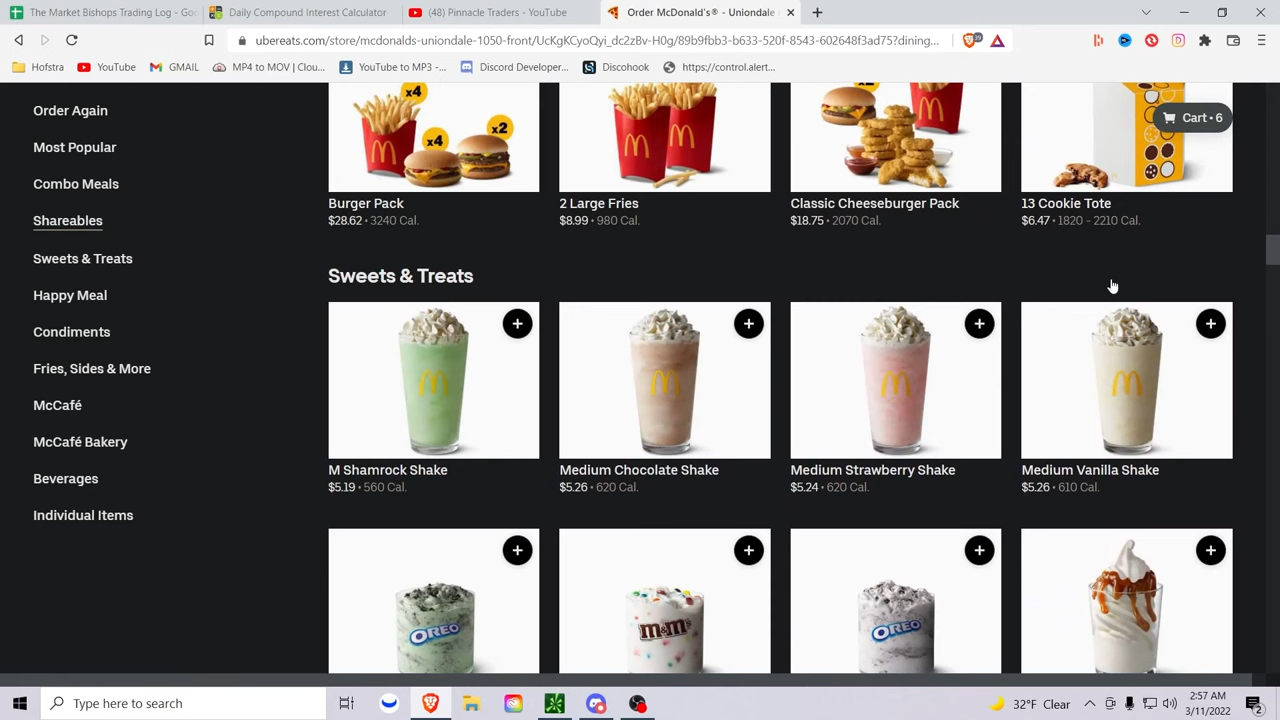 The Market Bishops Trading Log - Goo
Daily Compound Interest Calculator
(48) Pinnacle Traders - YouTube
Order McDonald's® - Uniondale
ubereats.com/store/mcdonalds-uniondale-1050-front/UcKgKCyoQyi_dc2zBv-H0g/89b9fbb3-b633-520f-8543-602648f3ad75?dining...
Hofstra
YouTube
GMAIL
MP4 to MOV | Clou...
YouTube to MP3 -...
Discord Developer...
Discohook
https://control.alert...
Order Again
Most Popular
Combo Meals
Shareables
Sweets & Treats
Happy Meal
Condiments
Fries, Sides & More
McCafé
McCafé Bakery
Beverages
Individual Items
Cart • 6
x4
x4
x2
x2
Burger Pack
$28.62 • 3240 Cal.
2 Large Fries
$8.99 • 980 Cal.
Classic Cheeseburger Pack
$18.75 • 2070 Cal.
13 Cookie Tote
$6.47 • 1820 - 2210 Cal.
Sweets & Treats
M Shamrock Shake
$5.19 • 560 Cal.
Medium Chocolate Shake
$5.26 • 620 Cal.
Medium Strawberry Shake
$5.24 • 620 Cal.
Medium Vanilla Shake
$5.26 • 610 Cal.
OREO
m&m's
OREO
Type here to search
32°F Clear
2:57 AM
3/11/2022
2